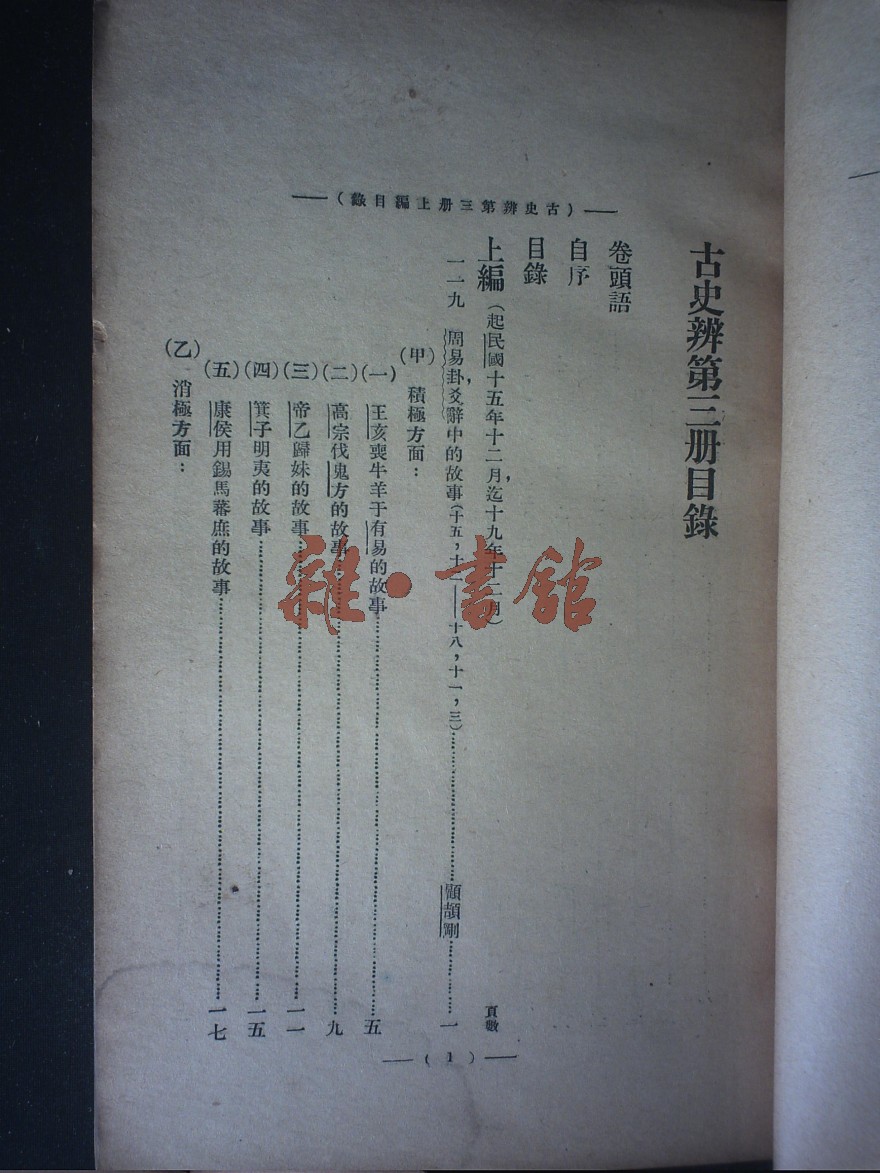 古史辨第三册目錄
(古史辨第三册上編目錄)
卷頭語
自序
目錄
上編(起民國十五年十二月,迄十九年十二月)
頁數
一一九 周易卦,爻辭中的故事(十五,十二——十八,十一,三)……顧頡剛……一
(甲) 積極方面:
(一) 王亥喪牛羊于有易的故事……五
(二) 高宗伐鬼方的故事……九
(三) 帝乙歸妹的故事……一一
(四) 箕子明夷的故事……一五
(五) 康侯用錫馬蕃庶的故事……一七
(乙) 消極方面:
(1)
雜·書館